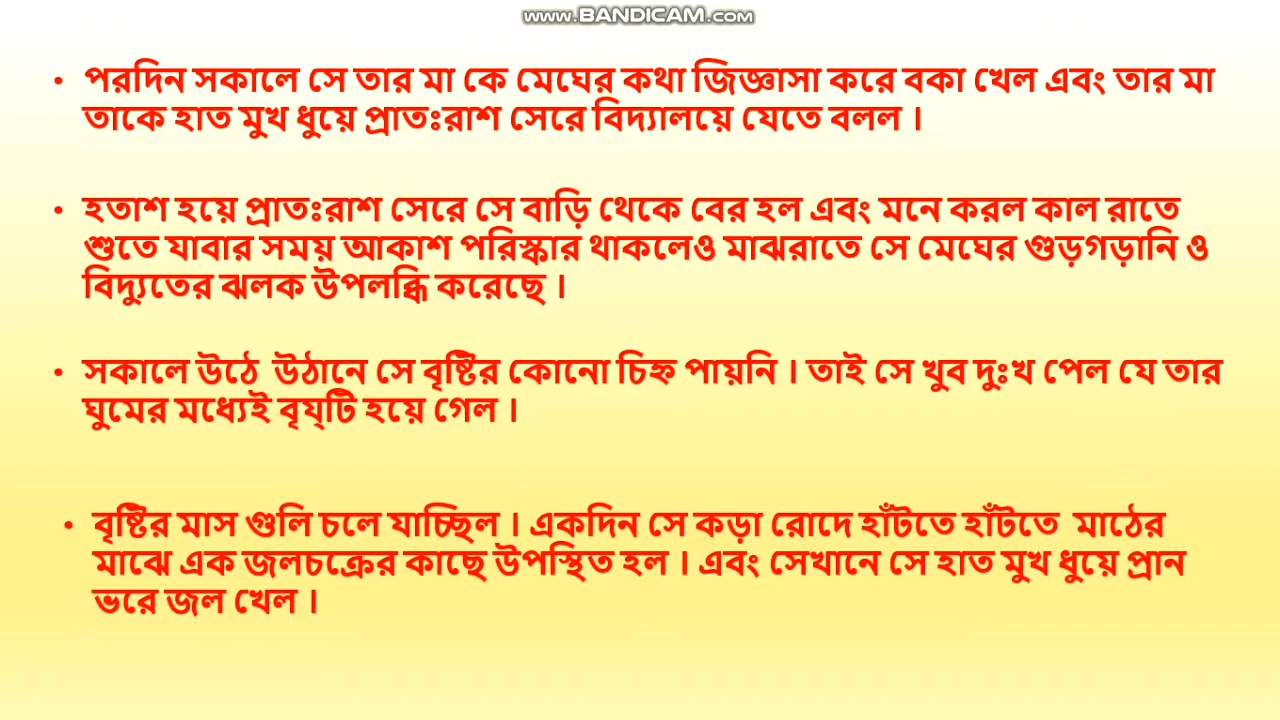 www.BANDICAM.com
• পরদিন সকালে সে তার মা কে মেঘের কথা জিজ্ঞাসা করে বকা খেল এবং তার মা
তাকে হাত মুখ ধুয়ে প্রাতঃরাশ সেরে বিদ্যালয়ে যেতে বলল ।
• হতাশ হয়ে প্রাতঃরাশ সেরে সে বাড়ি থেকে বের হল এবং মনে করল কাল রাতে
শুতে যাবার সময় আকাশ পরিস্কার থাকলেও মাঝরাতে সে মেঘের গুড়গড়ানি ও
বিদ্যুতের ঝলক উপলব্ধি করেছে ।
• সকালে উঠে উঠানে সে বৃষ্টির কোনো চিহ্ন পায়নি । তাই সে খুব দুঃখ পেল যে তার
ঘুমের মধ্যেই বৃয্টি হয়ে গেল ।
• বৃষ্টির মাস গুলি চলে যাচ্ছিল । একদিন সে কড়া রোদে হাঁটতে হাঁটতে মাঠের
মাঝে এক জলচক্রের কাছে উপস্থিত হল । এবং সেখানে সে হাত মুখ ধুয়ে প্রান
ভরে জল খেল ।